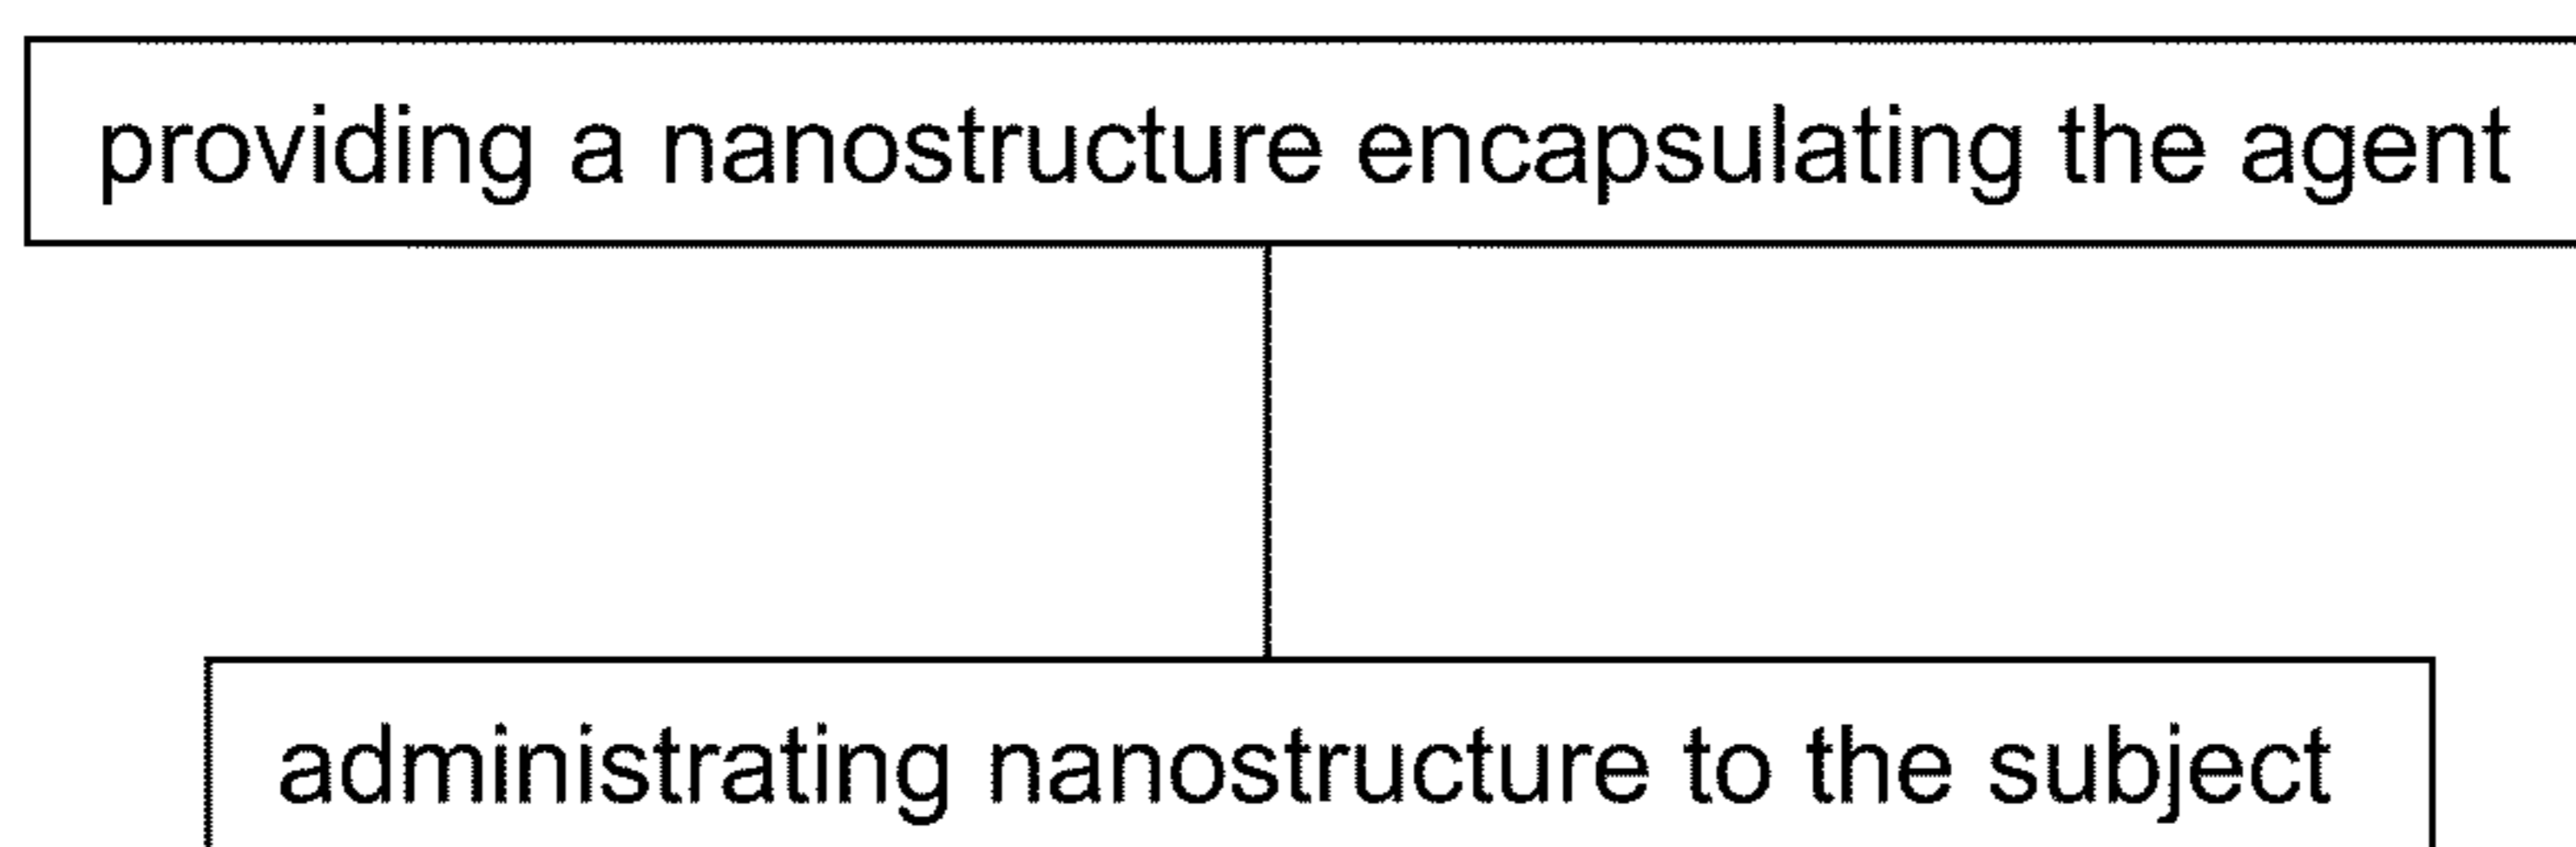 providing a nanostructure encapsulating the agent
administrating nanostructure to the subject